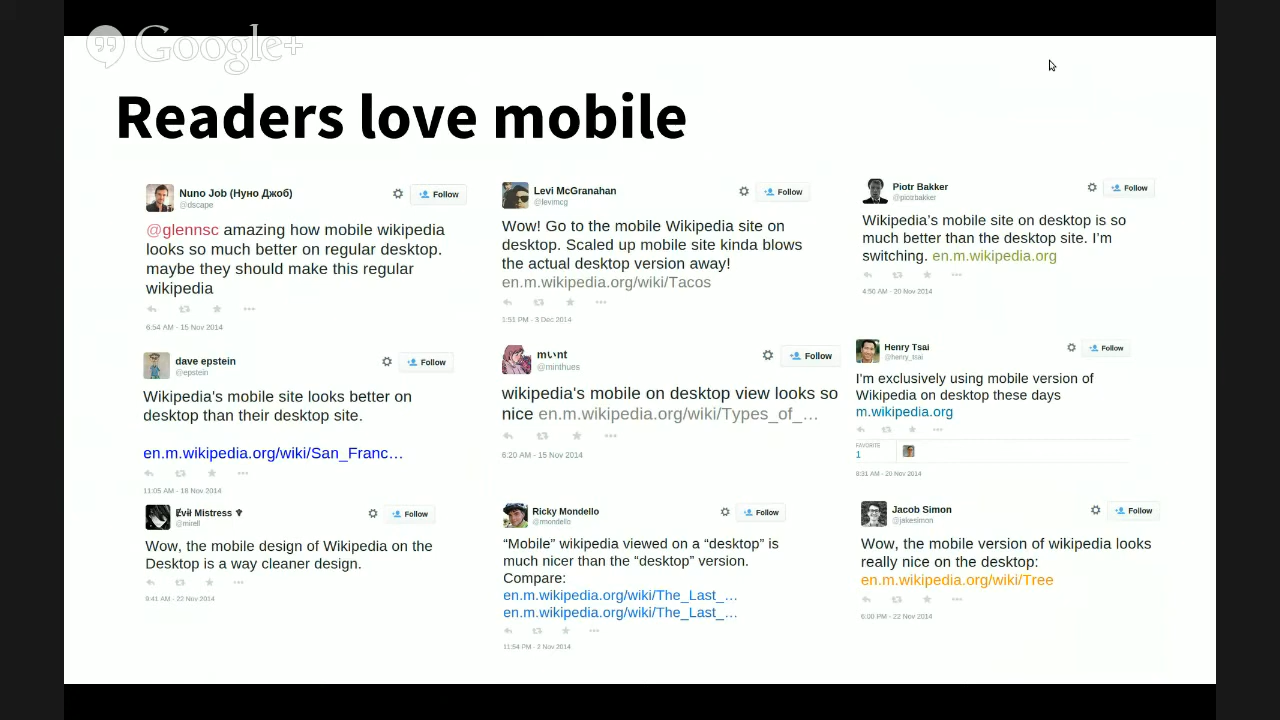 Google+
Readers love mobile
Nuno Job (Нуно Джоб)
@dscape
Follow
@glennsc amazing how mobile wikipedia
looks so much better on regular desktop.
maybe they should make this regular
wikipedia
6:54 AM - 15 Nov 2014
Levi McGranahan
@levimcg
Follow
Wow! Go to the mobile Wikipedia site on
desktop. Scaled up mobile site kinda blows
the actual desktop version away!
en.m.wikipedia.org/wiki/Tacos
1:51 PM - 3 Dec 2014
Piotr Bakker
@piotrbakker
Follow
Wikipedia's mobile site on desktop is so
much better than the desktop site. I'm
switching. en.m.wikipedia.org
4:56 AM - 20 Nov 2014
dave epstein
@epstein
Follow
Wikipedia's mobile site looks better on
desktop than their desktop site.
en.m.wikipedia.org/wiki/San_Franc…
11:05 AM - 18 Nov 2014
mいnt
@minthues
Follow
wikipedia's mobile on desktop view looks so
nice en.m.wikipedia.org/wiki/Types_of_…
6:20 AM - 15 Nov 2014
Henry Tsai
@henry_tsai
Follow
I'm exclusively using mobile version of
Wikipedia on desktop these days
m.wikipedia.org
FAVORITE
1
8:31 AM - 20 Nov 2014
Mistress
@mirell
Follow
Wow, the mobile design of Wikipedia on the
Desktop is a way cleaner design.
9:41 AM - 22 Nov 2014
Ricky Mondello
@rmondello
Follow
“Mobile” wikipedia viewed on a “desktop” is
much nicer than the “desktop” version.
Compare:
en.m.wikipedia.org/wiki/The_Last_…
en.m.wikipedia.org/wiki/The_Last_…
11:54 PM - 2 Nov 2014
Jacob Simon
@jakesimon
Follow
Wow, the mobile version of wikipedia looks
really nice on the desktop:
en.m.wikipedia.org/wiki/Tree
6:00 PM - 22 Nov 2014